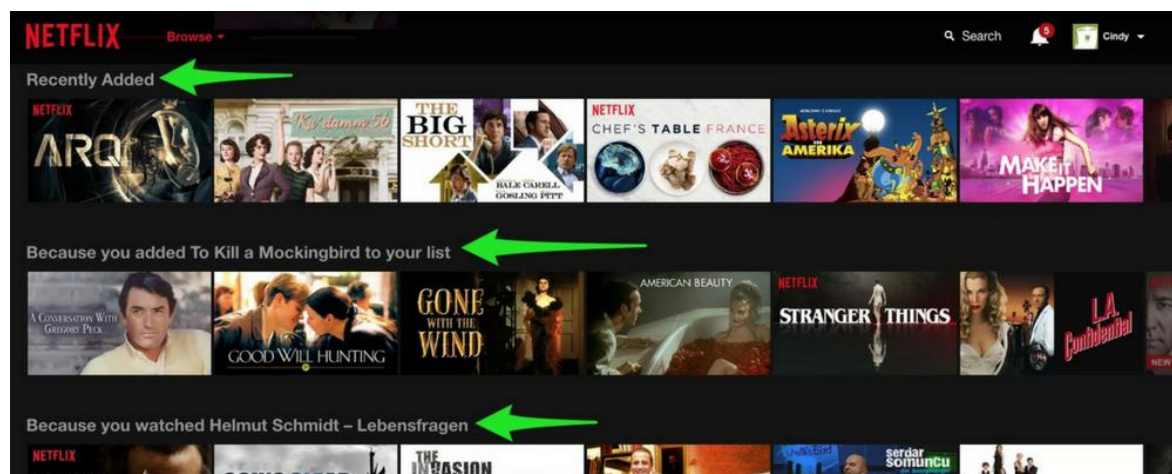 NETFLIX
Browse
Search
5
Cindy
Recently Added
NETFLIX
ARQ
Ku'damm 56
THE
BIG
SHORT
BALE CARELL
GOSLING PITT
NETFLIX
CHEF'S TABLE FRANCE
Asterix
IN
AMERIKA
MAKE IT
HAPPEN
Because you added To Kill a Mockingbird to your list
A CONVERSATION WITH
GREGORY PECK
GOOD WILL HUNTING
GONE
WITH THE
WIND
AMERICAN BEAUTY
NETFLIX
STRANGER THINGS
L.A.
Confidential
NEW
Because you watched Helmut Schmidt – Lebensfragen
NETFLIX
THE
INVASION
serdar
somuncu